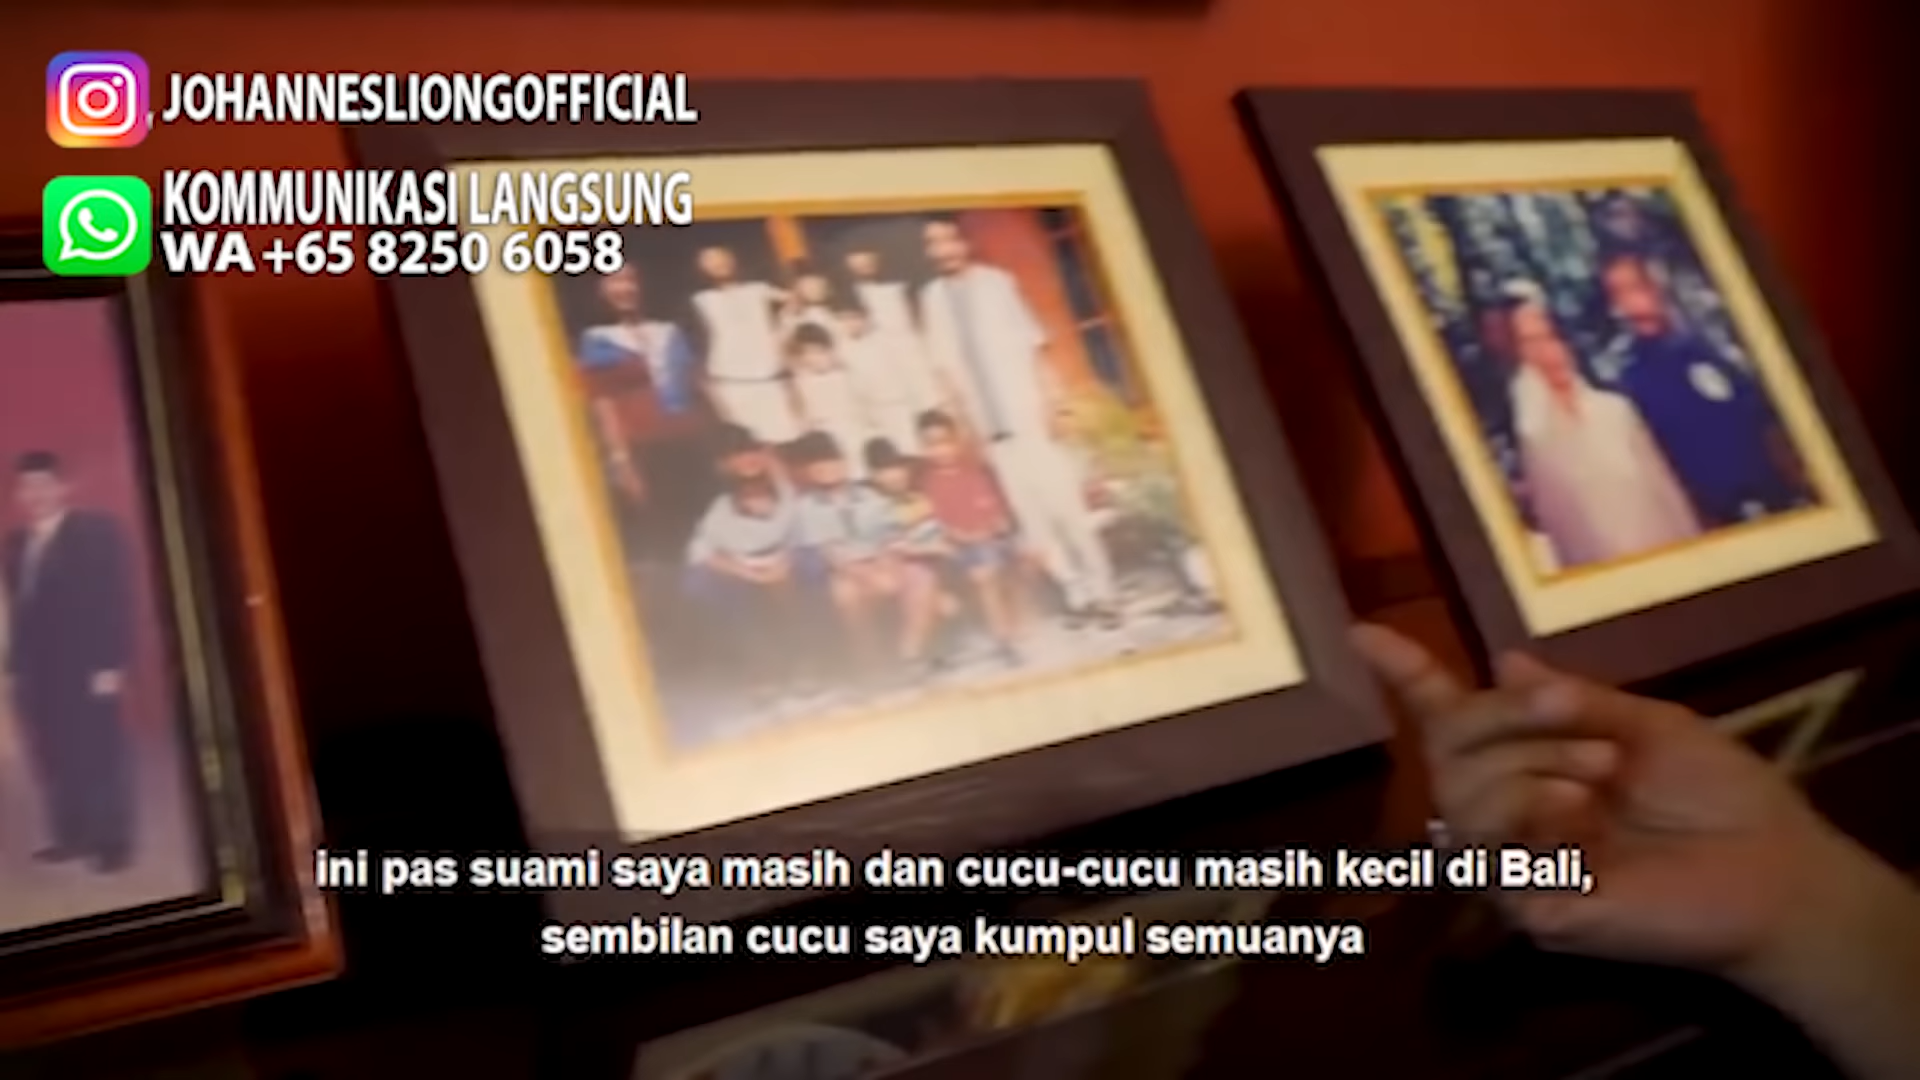 JOHANNESLIONGOFFICIAL
KOMMUNIKASI LANGSUNG
WA +65 8250 6058
ini pas suami saya masih dan cucu-cucu masih kecil di Bali,
sembilan cucu saya kumpul semuanya